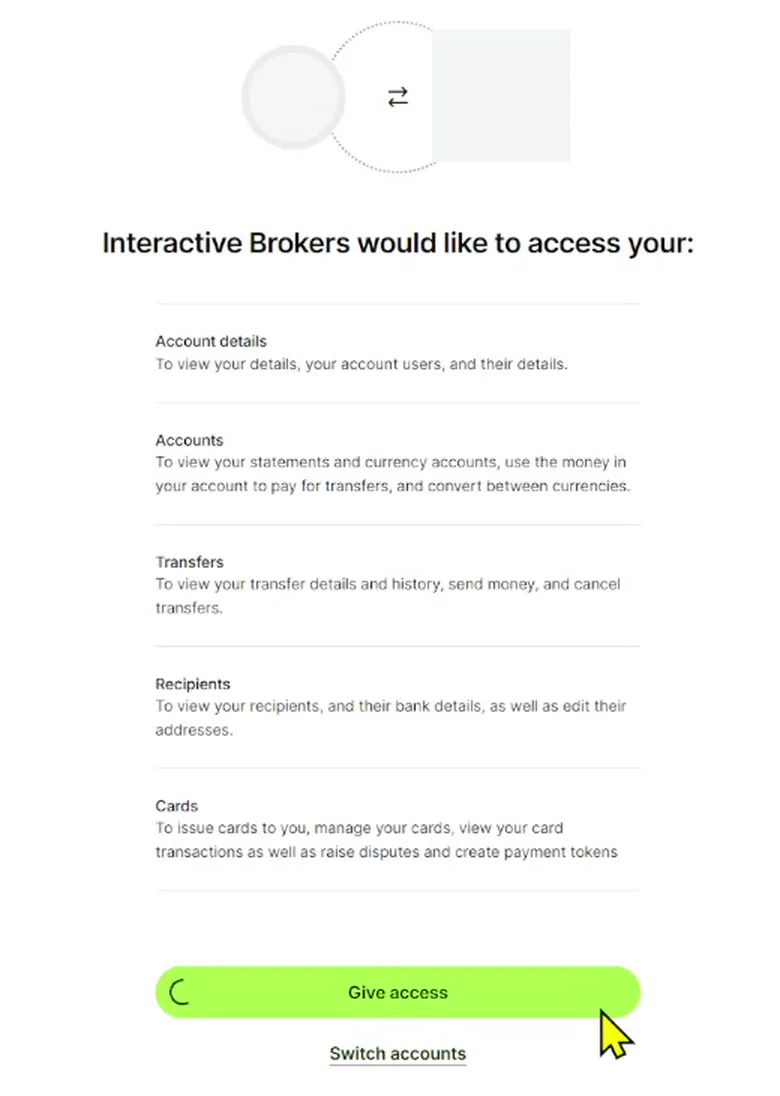 Interactive Brokers would like to access your:
Account details
To view your details, your account users, and their details.
Accounts
To view your statements and currency accounts, use the money in
your account to pay for transfers, and convert between currencies.
Transfers
To view your transfer details and history, send money, and cancel
transfers.
Recipients
To view your recipients, and their bank details, as well as edit their
addresses.
Cards
To issue cards to you, manage your cards, view your card
transactions as well as raise disputes and create payment tokens
Give access
Switch accounts